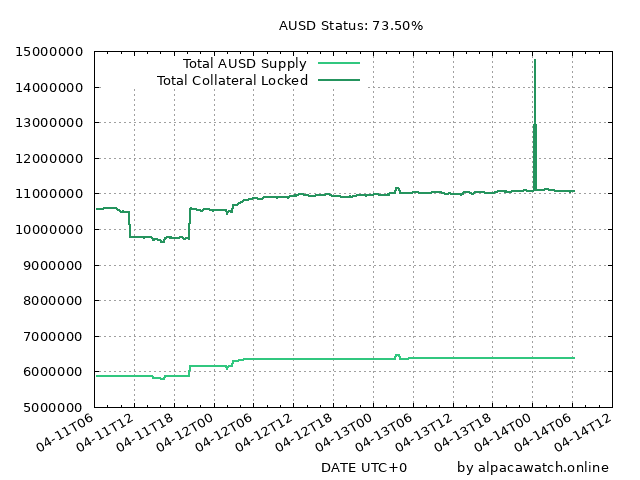 AUSD Status: 73.50%
15000000
14000000
13000000
12000000
11000000
10000000
9000000
8000000
7000000
6000000
5000000
Total AUSD Supply
Total Collateral Locked
04-11T06
04-11T12
04-11T18
04-12T00
04-12T06
04-12T12
04-12T18
04-13T00
04-13T06
04-13T12
04-13T18
04-14T00
04-14T06
04-14T12
DATE UTC+0 by alpacawatch.online